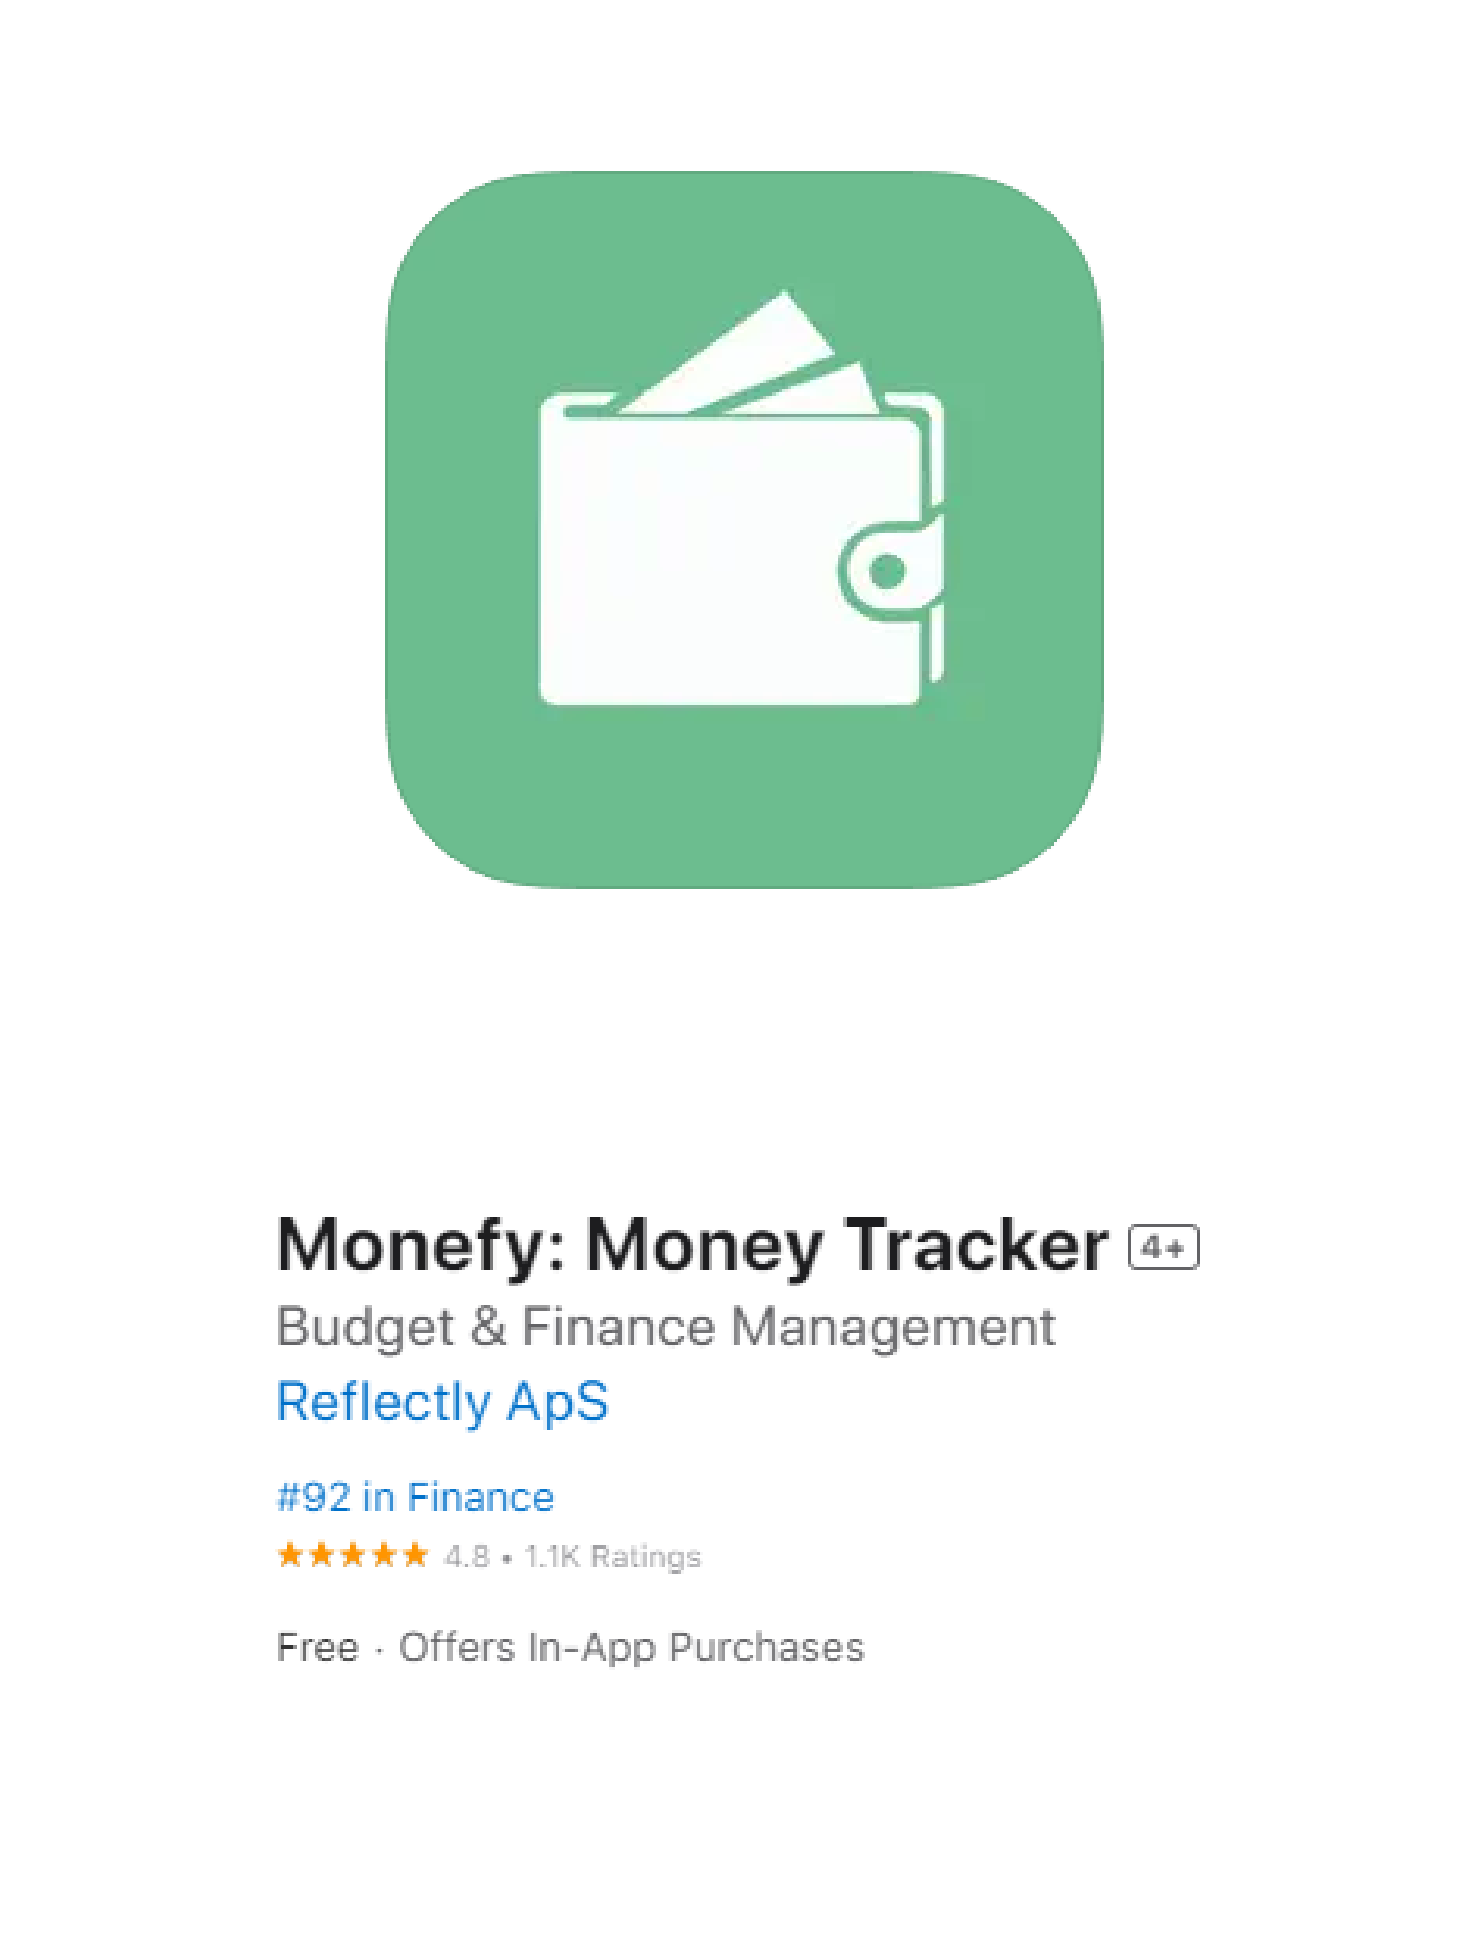 Monefy: Money Tracker 4+
Budget & Finance Management
Reflectly ApS
#92 in Finance
★★★★★ 4.8 • 1.1K Ratings
Free · Offers In-App Purchases